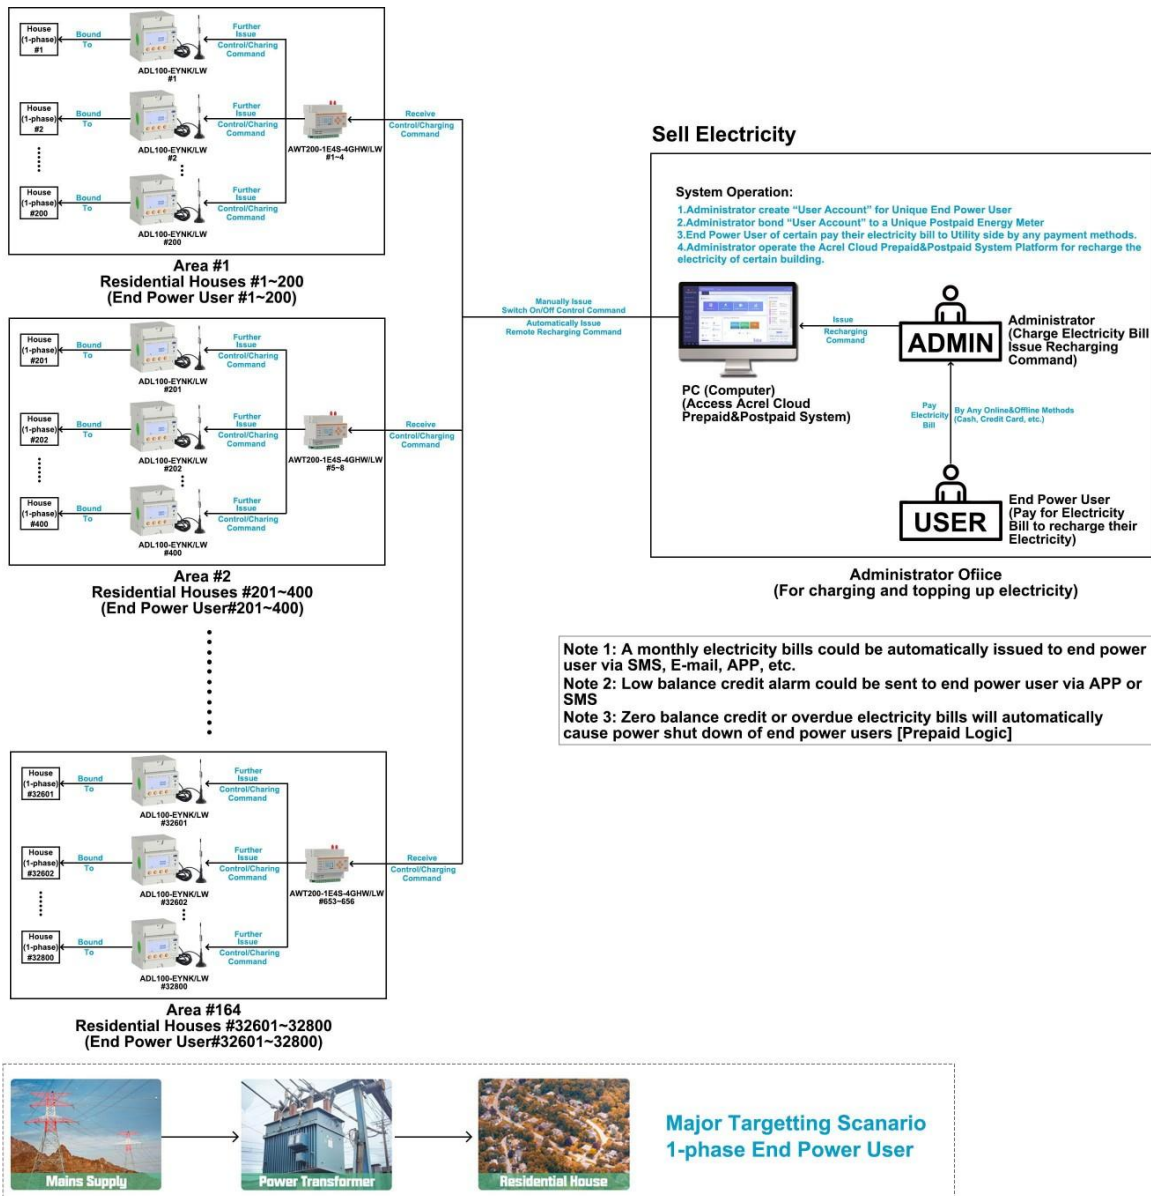 House
(1-phase)
#1
Bound
To
ADL100-EYNK/LW
#1
Further
Issue
Control/Charing
Command
House
(1-phase)
#2
Bound
To
ADL100-EYNK/LW
#2
Further
Issue
Control/Charing
Command
House
(1-phase)
#200
Bound
To
ADL100-EYNK/LW
#200
Further
Issue
Control/Charing
Command
AWT200-1E4S-4GHW/LW
#1~4
Receive
Control/Charging
Command
Area #1
Residential Houses #1~200
(End Power User #1~200)
House
(1-phase)
#201
Bound
To
ADL100-EYNK/LW
#201
Further
Issue
Control/Charing
Command
House
(1-phase)
#202
Bound
To
ADL100-EYNK/LW
#202
Further
Issue
Control/Charing
Command
House
(1-phase)
#400
Bound
To
ADL100-EYNK/LW
#400
Further
Issue
Control/Charing
Command
AWT200-1E4S-4GHW/LW
#5~8
Receive
Control/Charging
Command
Area #2
Residential Houses #201~400
(End Power User#201~400)
House
(1-phase)
#32601
Bound
To
ADL100-EYNK/LW
#32601
Further
Issue
Control/Charing
Command
House
(1-phase)
#32602
Bound
To
ADL100-EYNK/LW
#32602
Further
Issue
Control/Charing
Command
House
(1-phase)
#32800
Bound
To
ADL100-EYNK/LW
#32800
Further
Issue
Control/Charing
Command
AWT200-1E4S-4GHW/LW
#653~656
Receive
Control/Charging
Command
Area #164
Residential Houses #32601~32800
(End Power User#32601~32800)
Manually Issue
Switch On/Off Control Command
Automatically Issue
Remote Recharging Command
Sell Electricity
System Operation:
1.Administrator create “User Account” for Unique End Power User
2.Administrator bond “User Account” to a Unique Postpaid Energy Meter
3.End Power User of certain pay their electricity bill to Utility side by any payment methods.
4.Administrator operate the Acrel Cloud Prepaid&Postpaid System Platform for recharge the
electricity of certain building.
PC (Computer)
(Access Acrel Cloud
Prepaid&Postpaid System)
Issue
Recharging
Command
ADMIN
Administrator
(Charge Electricity Bill
Issue Recharging
Command)
Pay
Electricity
Bill
By Any Online&Offline Methods
(Cash, Credit Card, etc.)
USER
End Power User
(Pay for Electricity
Bill to recharge their
Electricity)
Administrator Ofiice
(For charging and topping up electricity)
Note 1: A monthly electricity bills could be automatically issued to end power
user via SMS, E-mail, APP, etc.
Note 2: Low balance credit alarm could be sent to end power user via APP or
SMS
Note 3: Zero balance credit or overdue electricity bills will automatically
cause power shut down of end power users [Prepaid Logic]
Mains Supply
Power Transformer
Residential House
Major Targetting Scanario
1-phase End Power User